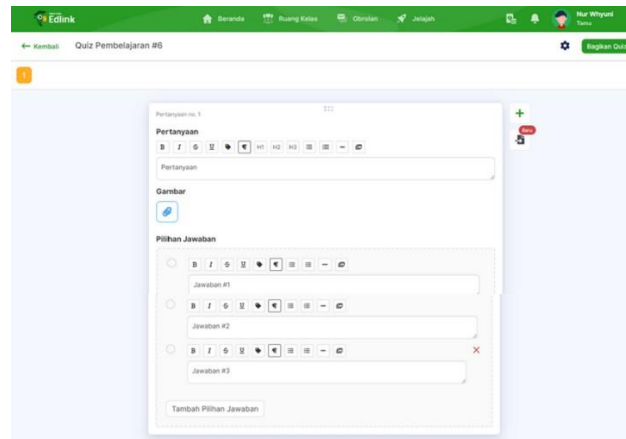 Edlink
Beranda
Ruang Kelas
Obrolan
Jelajah
Nur Whyuni
Tamu
← Kembali
Quiz Pembelajaran #6
Bagikan Quiz
1
Pertanyaan no. 1
Pertanyaan
B I S U ¶ H1 H2 H3
Pertanyaan
Gambar
Pilihan Jawaban
B I S U ¶
Jawaban #1
B I S U ¶
Jawaban #2
B I S U ¶
Jawaban #3
Tambah Pilihan Jawaban
+
Baru